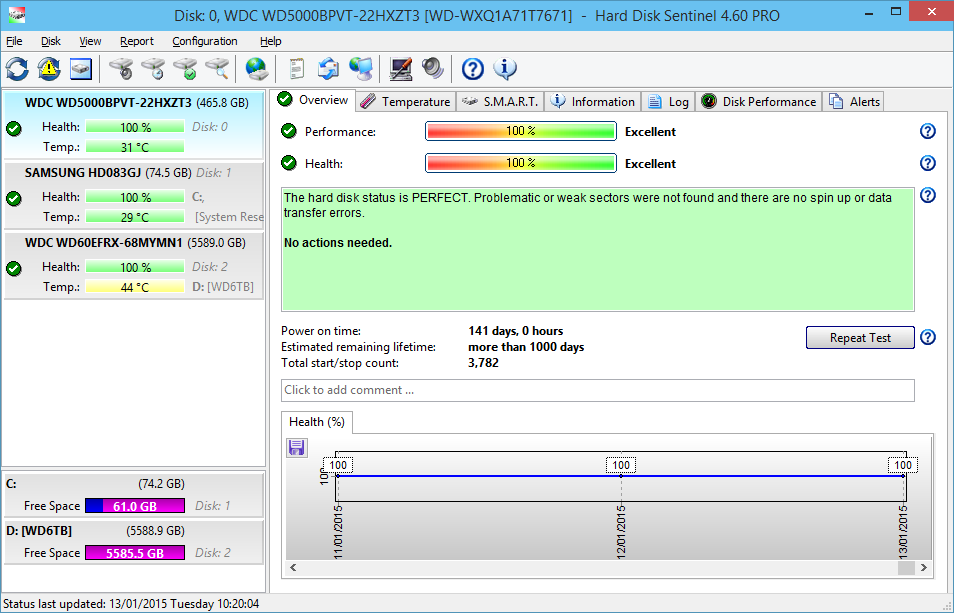 Disk: 0, WDC WD5000BPVT-22HXZT3 [WD-WXQ1A71T7671] - Hard Disk Sentinel 4.60 PRO
File Disk View Report Configuration Help
WDC WD5000BPVT-22HXZT3 (465.8 GB)
Health: 100 % Disk: 0
Temp.: 31 °C
SAMSUNG HD083GJ (74.5 GB) Disk: 1
Health: 100 % C:,
Temp.: 29 °C [System Rese
WDC WD60EFRX-68MYMN1 (5589.0 GB)
Health: 100 % Disk: 2
Temp.: 44 °C D: [WD6TB]
C: (74.2 GB)
Free Space 61.0 GB Disk: 1
D: [WD6TB] (5588.9 GB)
Free Space 5585.5 GB Disk: 2
Overview Temperature S.M.A.R.T. Information Log Disk Performance Alerts
Performance: 100 % Excellent
Health: 100 % Excellent
The hard disk status is PERFECT. Problematic or weak sectors were not found and there are no spin up or data
transfer errors.
No actions needed.
Power on time: 141 days, 0 hours
Estimated remaining lifetime: more than 1000 days
Total start/stop count: 3,782
Repeat Test
Click to add comment ...
Health (%)
100 100 100
100
11/01/2015 12/01/2015 13/01/2015
Status last updated: 13/01/2015 Tuesday 10:20:04